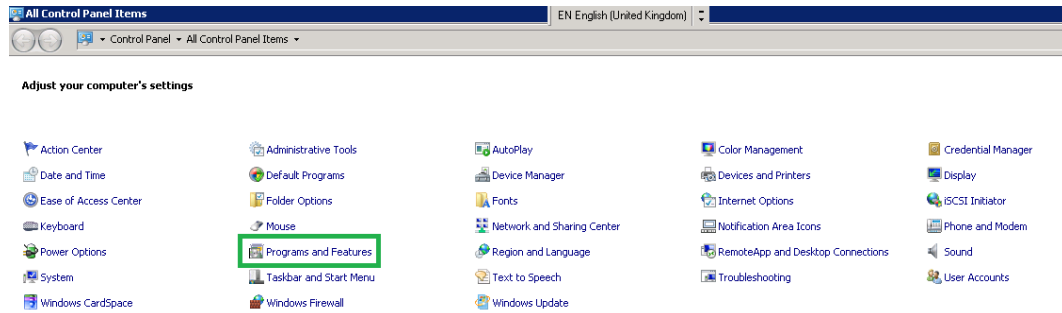 All Control Panel Items
EN English (United Kingdom)
Control Panel All Control Panel Items
Adjust your computer's settings
Action Center Administrative Tools AutoPlay Color Management Credential Manager
Date and Time Default Programs Device Manager Devices and Printers Display
Ease of Access Center Folder Options Fonts Internet Options iSCSI Initiator
Keyboard Mouse Network and Sharing Center Notification Area Icons Phone and Modem
Power Options Programs and Features Region and Language RemoteApp and Desktop Connections Sound
System Taskbar and Start Menu Text to Speech Troubleshooting User Accounts
Windows CardSpace Windows Firewall Windows Update